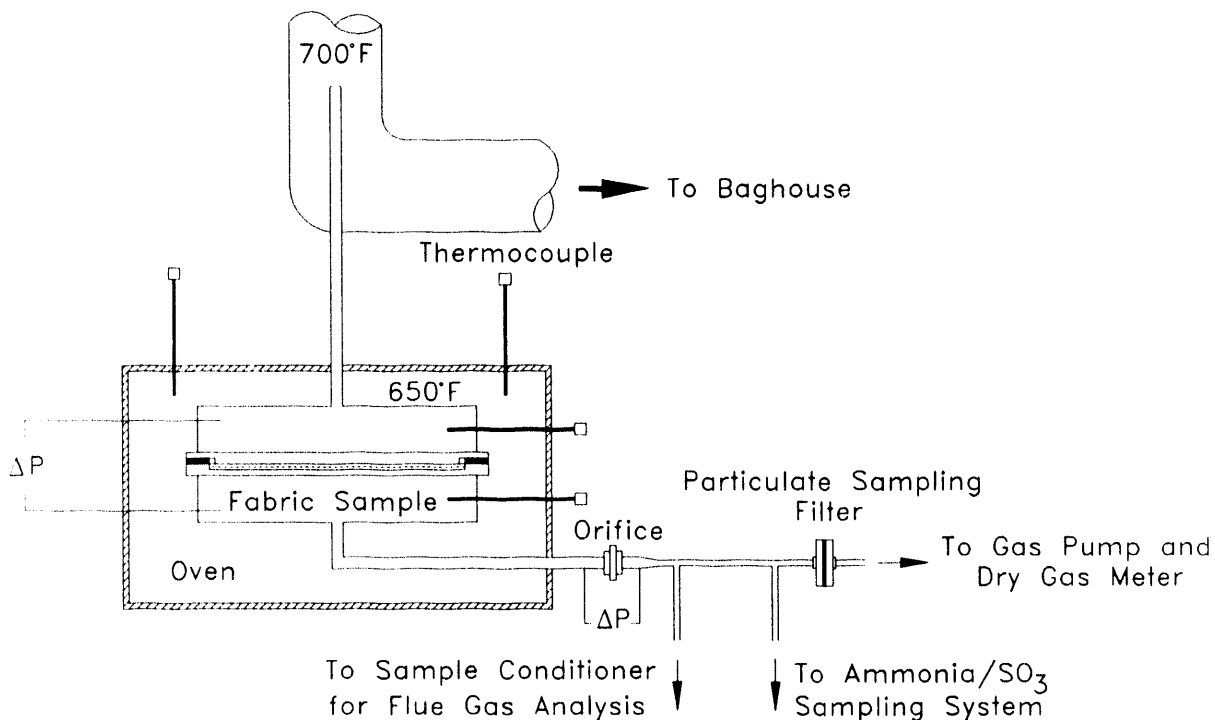 700°F
To Baghouse
Thermocouple
650°F
ΔP
Fabric Sample
Particulate Sampling
Filter
Orifice
To Gas Pump and
Dry Gas Meter
Oven
ΔP
To Sample Conditioner
for Flue Gas Analysis
To Ammonia/SO₃
Sampling System